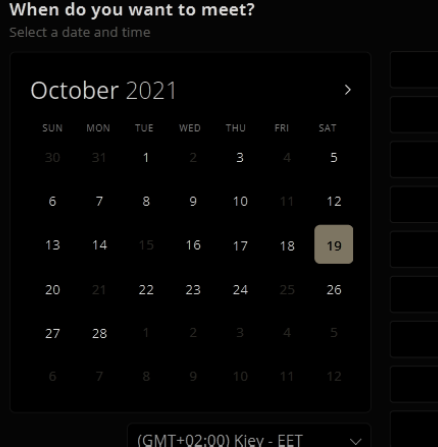 When do you want to meet?
Select a date and time
October 2021 >
SUN MON TUE WED THU FRI SAT
30 31 1 2 3 4 5
6 7 8 9 10 11 12
13 14 15 16 17 18 19
20 21 22 23 24 25 26
27 28 1 2 3 4 5
6 7 8 9 10 11 12
(GMT+02:00) Kiev - EET